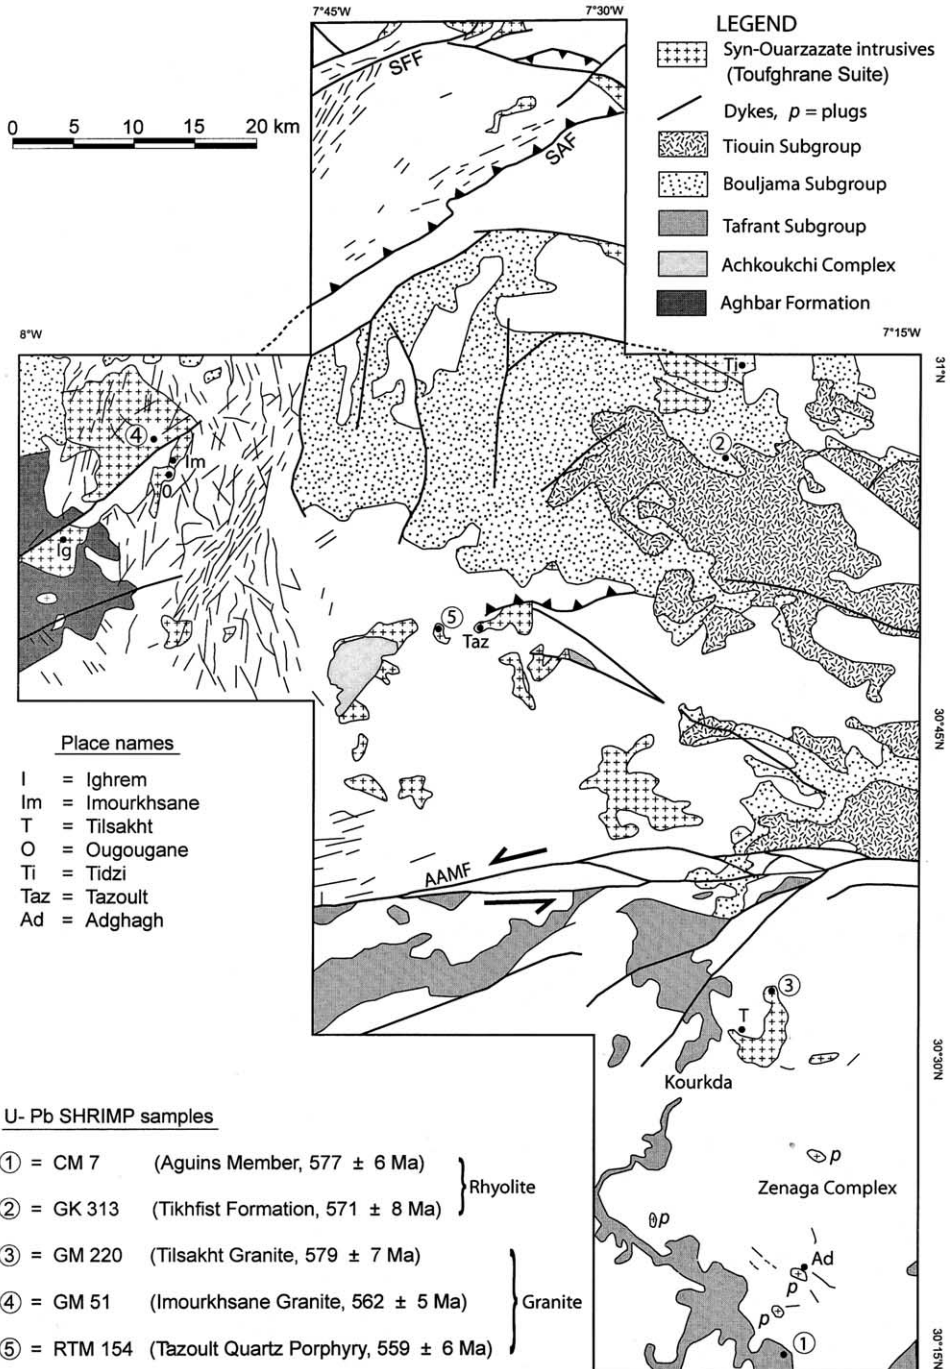 7°45'W
7°30'W
LEGEND
Syn-Ouarzazate intrusives
(Toufghrane Suite)
Dykes, p = plugs
Tiouin Subgroup
Bouljama Subgroup
Tafrant Subgroup
Achkoukchi Complex
Aghbar Formation
0 5 10 15 20 km
SFF
SAF
8°W
7°15'W
31°N
Ti
4
2
Im
O
Ig
5
Taz
30°45'N
Place names
I = Ighrem
Im = Imourkhsane
T = Tilsakht
O = Ougougane
Ti = Tidzi
Taz = Tazoult
Ad = Adghagh
AAMF
3
T
30°30'N
Kourkda
p
Zenaga Complex
p
Ad
p
p
1
30°15'N
U- Pb SHRIMP samples
1 = CM 7 (Aguins Member, 577 ± 6 Ma)
2 = GK 313 (Tikhfist Formation, 571 ± 8 Ma)
Rhyolite
3 = GM 220 (Tilsakht Granite, 579 ± 7 Ma)
4 = GM 51 (Imourkhsane Granite, 562 ± 5 Ma)
5 = RTM 154 (Tazoult Quartz Porphyry, 559 ± 6 Ma)
Granite